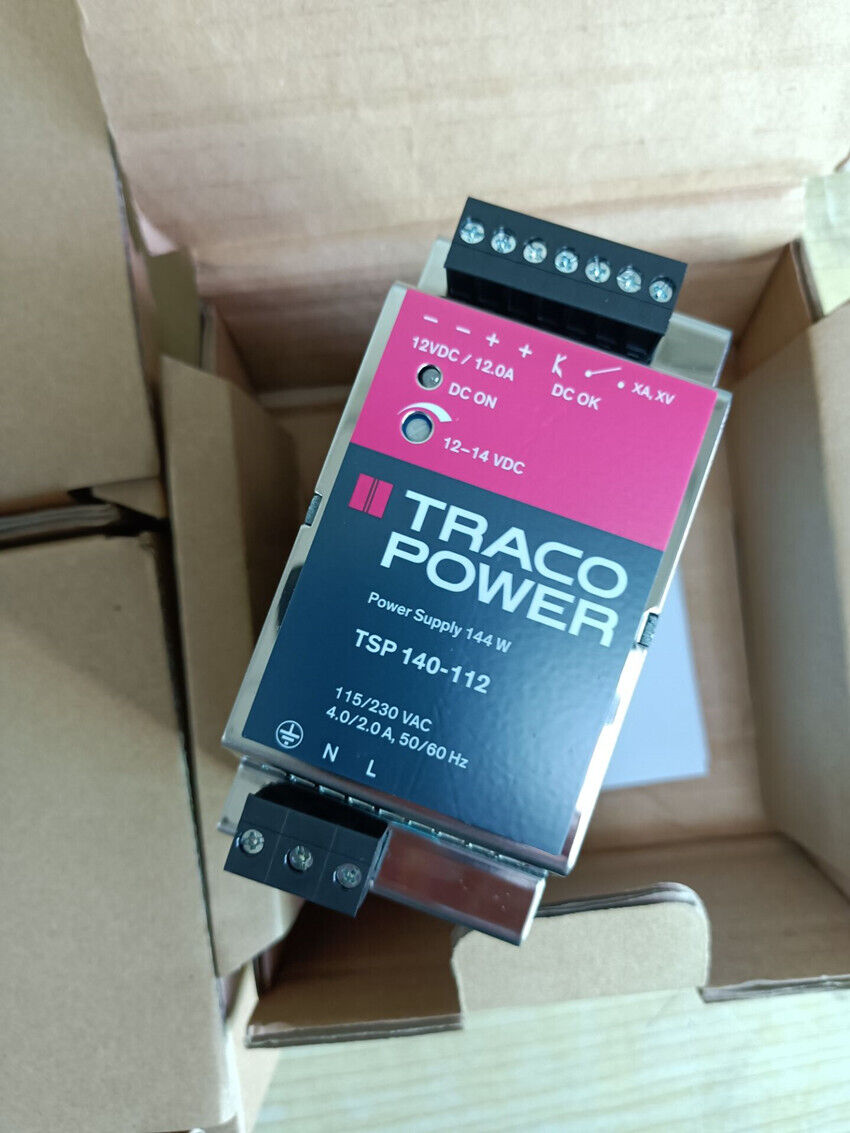 − − + + K XA, XV
12VDC / 12.0A
DC OK
DC ON
12–14 VDC
TRACO
POWER
Power Supply 144 W
TSP 140-112
115/230 VAC
4.0/2.0 A, 50/60 Hz
N L